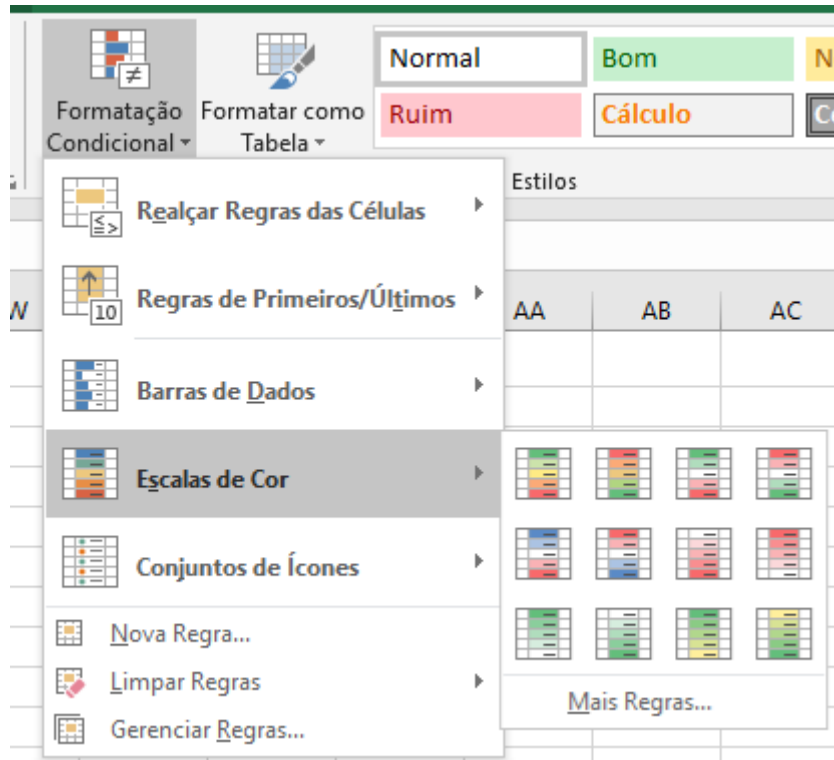 Formatação
Condicional
Formatar como
Tabela
Normal
Bom
N
Ruim
Cálculo
Estilos
Realçar Regras das Células
Regras de Primeiros/Últimos
10
W
AA
AB
AC
Barras de Dados
Escalas de Cor
Conjuntos de Ícones
Nova Regra...
Limpar Regras
Gerenciar Regras...
Mais Regras...